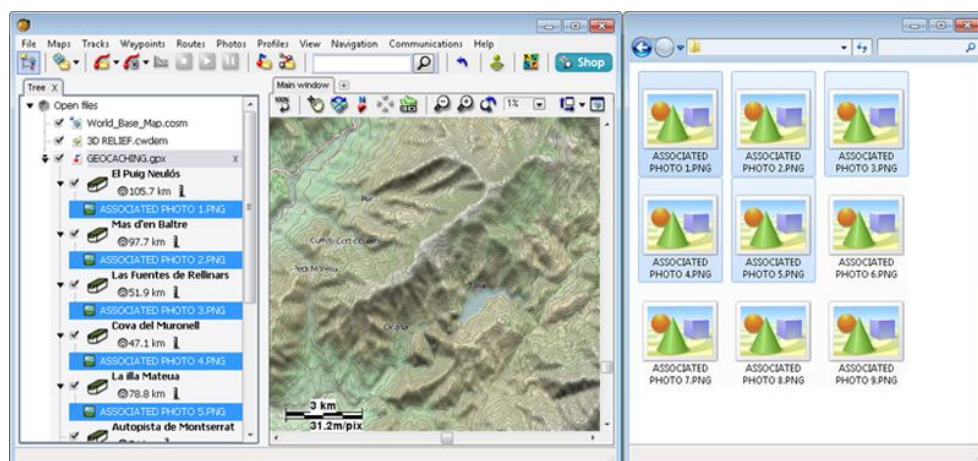 File Maps Tracks Waypoints Routes Photos Profiles View Navigation Communications Help
Shop
Tree X
Open files
World_Base_Map.cosm
3D RELIEF.cwdem
GEOCACHING.gpx x
El Puig Neulós
105.7 km
ASSOCIATED PHOTO 1.PNG
Mas d'en Baltre
97.7 km
ASSOCIATED PHOTO 2.PNG
Las Fuentes de Rellinars
51.9 km
ASSOCIATED PHOTO 3.PNG
Cova del Muronell
47.1 km
ASSOCIATED PHOTO 4.PNG
La illa Mateua
78.8 km
ASSOCIATED PHOTO 5.PNG
Autopista de Montserrat
Main window
100%
1%
3 km
31.2m/pix
ASSOCIATED
PHOTO 1.PNG
ASSOCIATED
PHOTO 2.PNG
ASSOCIATED
PHOTO 3.PNG
ASSOCIATED
PHOTO 4.PNG
ASSOCIATED
PHOTO 5.PNG
ASSOCIATED
PHOTO 6.PNG
ASSOCIATED
PHOTO 7.PNG
ASSOCIATED
PHOTO 8.PNG
ASSOCIATED
PHOTO 9.PNG